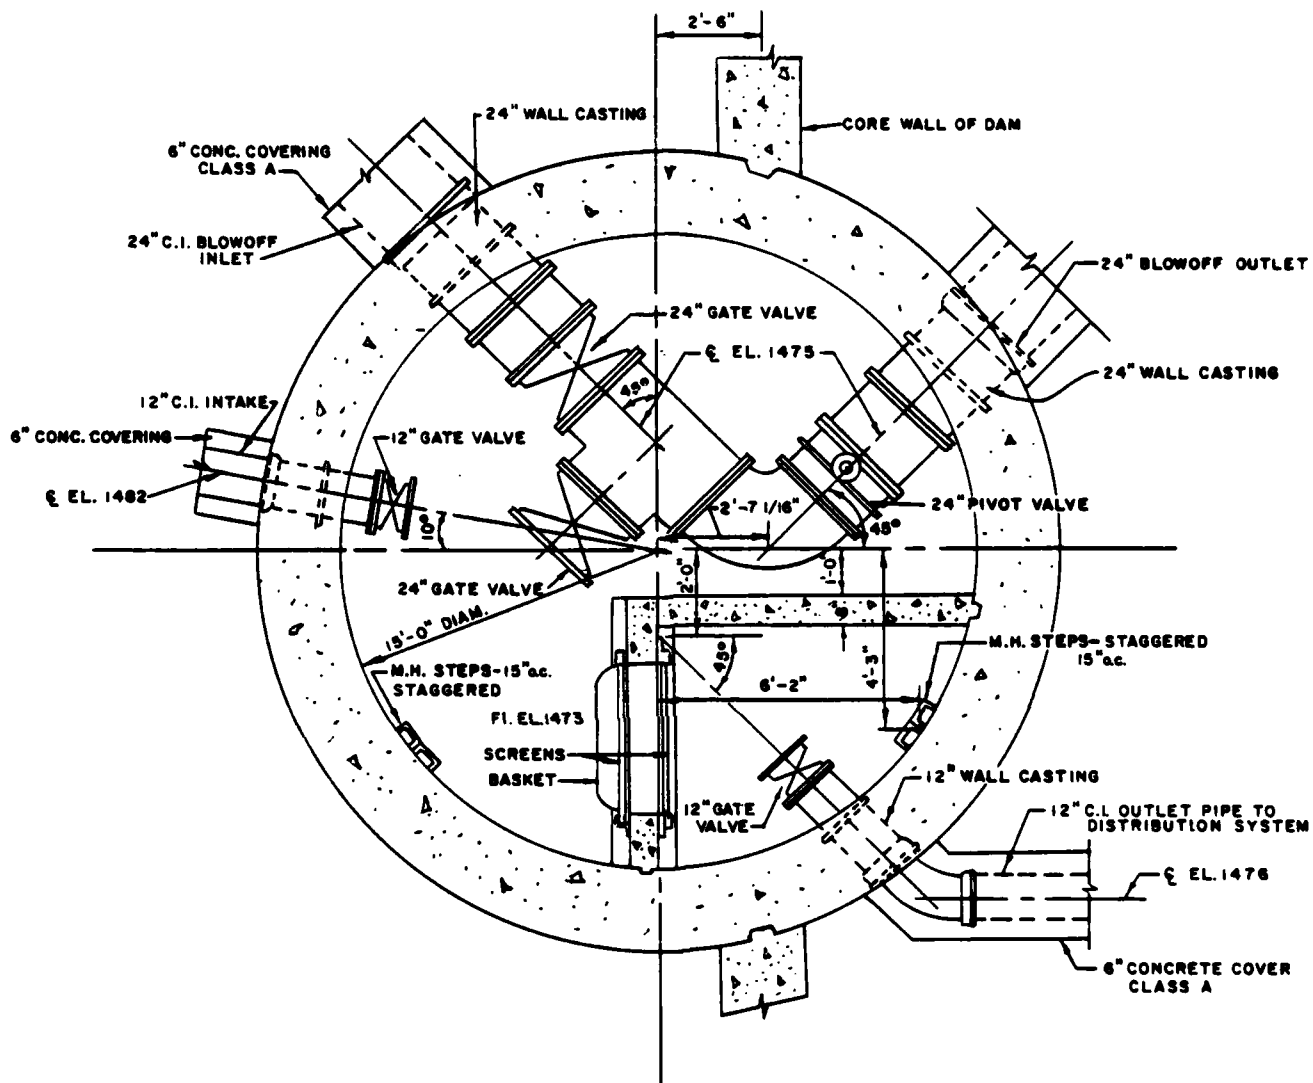 2'-6"
24" WALL CASTING
CORE WALL OF DAM
6" CONC. COVERING
CLASS A
24" C.I. BLOWOFF
INLET
24" BLOWOFF OUTLET
24" GATE VALVE
℄ EL. 1475
24" WALL CASTING
45°
12" C.I. INTAKE
6" CONC. COVERING
12" GATE VALVE
℄ EL. 1482
10°
2'-7 1/16"
24" PIVOT VALVE
45°
24" GATE VALVE
2'-0"
1'-0"
6"
15'-0" DIAM.
M.H. STEPS-15" o.c.
STAGGERED
45°
6'-2"
4'-3"
M.H. STEPS-STAGGERED
15" o.c.
Fl. EL. 1473
SCREENS
BASKET
12" GATE
VALVE
12" WALL CASTING
12" C.I. OUTLET PIPE TO
DISTRIBUTION SYSTEM
℄ EL. 1476
6" CONCRETE COVER
CLASS A